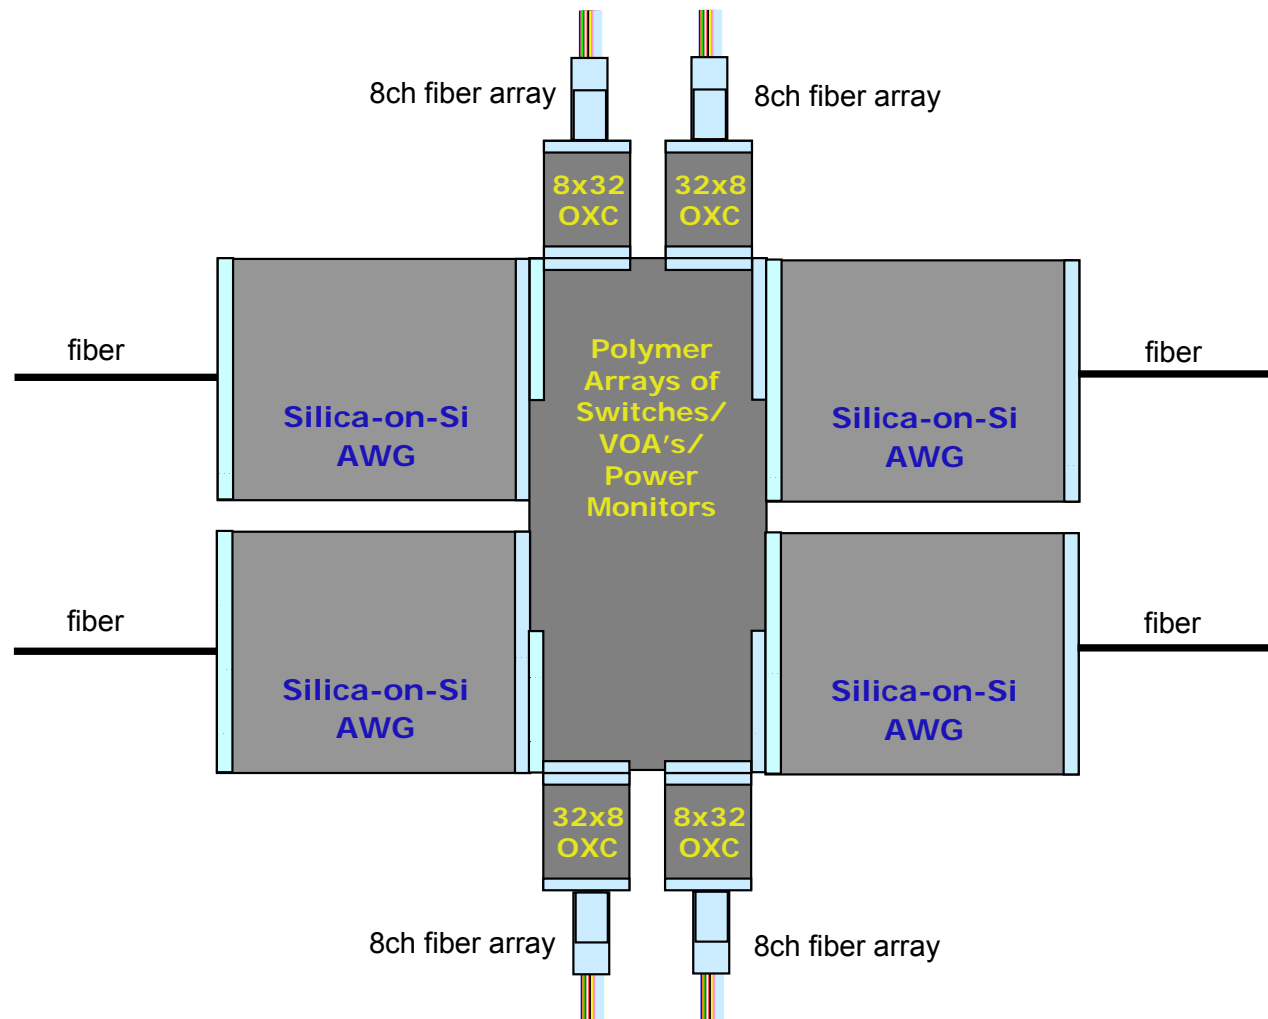 8ch fiber array
8ch fiber array
8x32
OXC
32x8
OXC
fiber
fiber
Polymer
Arrays of
Switches/
VOA's/
Power
Monitors
Silica-on-Si
AWG
Silica-on-Si
AWG
fiber
fiber
Silica-on-Si
AWG
Silica-on-Si
AWG
32x8
OXC
8x32
OXC
8ch fiber array
8ch fiber array